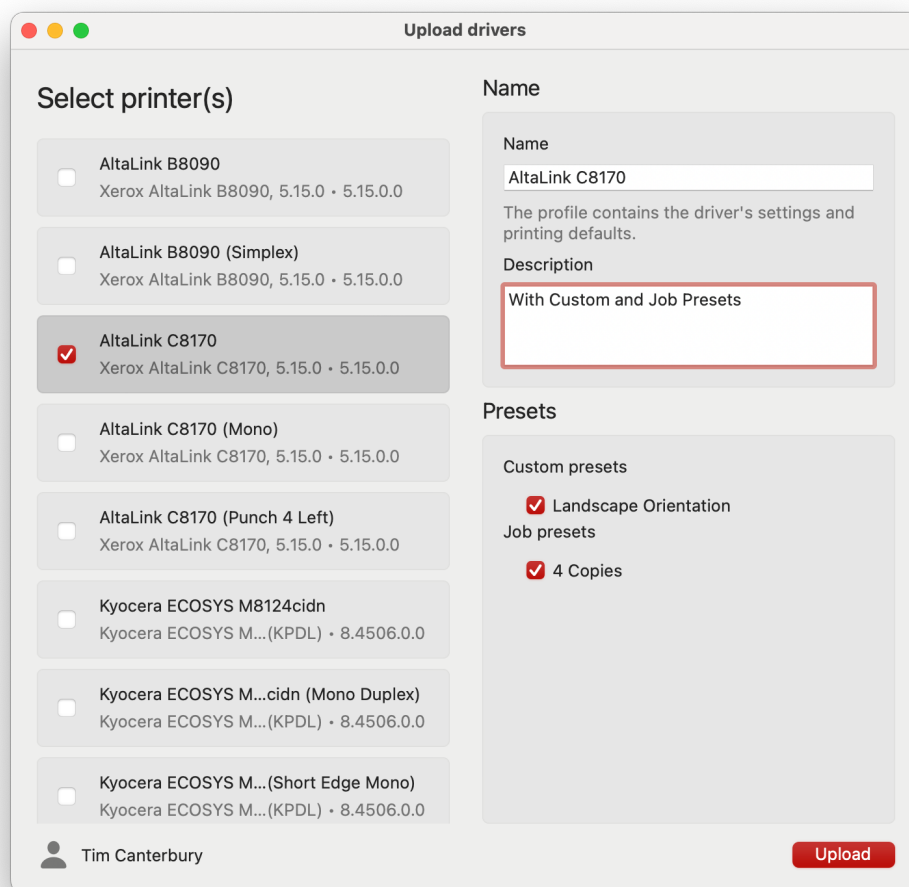 Upload drivers
Select printer(s)
AltaLink B8090
Xerox AltaLink B8090, 5.15.0 • 5.15.0.0
AltaLink B8090 (Simplex)
Xerox AltaLink B8090, 5.15.0 • 5.15.0.0
AltaLink C8170
Xerox AltaLink C8170, 5.15.0 • 5.15.0.0
AltaLink C8170 (Mono)
Xerox AltaLink C8170, 5.15.0 • 5.15.0.0
AltaLink C8170 (Punch 4 Left)
Xerox AltaLink C8170, 5.15.0 • 5.15.0.0
Kyocera ECOSYS M8124cidn
Kyocera ECOSYS M...(KPDL) • 8.4506.0.0
Kyocera ECOSYS M...cidn (Mono Duplex)
Kyocera ECOSYS M...(KPDL) • 8.4506.0.0
Kyocera ECOSYS M...(Short Edge Mono)
Kyocera ECOSYS M...(KPDL) • 8.4506.0.0
Name
Name
AltaLink C8170
The profile contains the driver's settings and
printing defaults.
Description
With Custom and Job Presets
Presets
Custom presets
Landscape Orientation
Job presets
4 Copies
Tim Canterbury
Upload